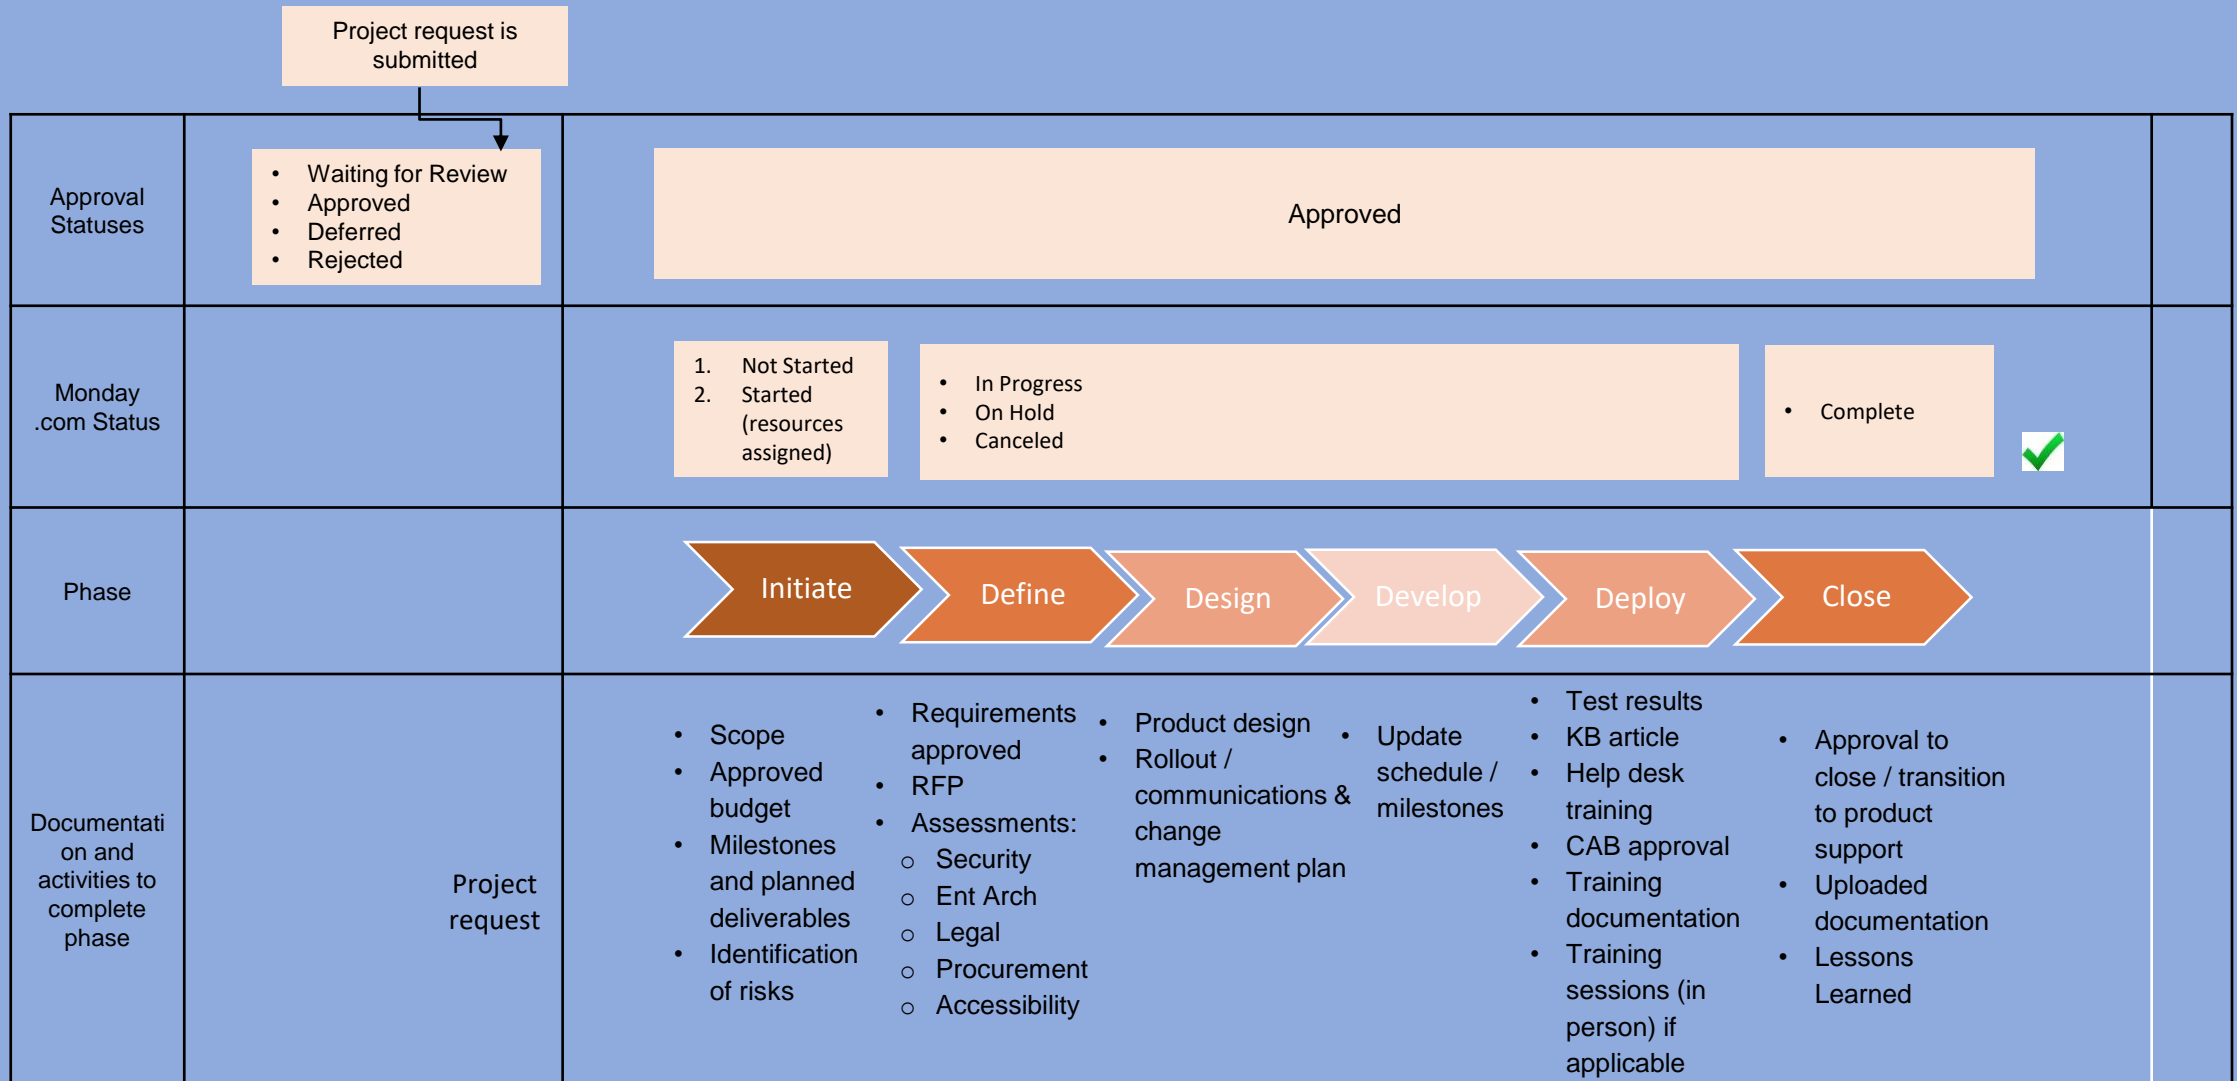 Project request is
submitted
Approval
Statuses
• Waiting for Review
• Approved
• Deferred
• Rejected
Approved
Monday
.com Status
1. Not Started
2. Started
(resources
assigned)
• In Progress
• On Hold
• Canceled
• Complete
Phase
Initiate
Define
Design
Develop
Deploy
Close
Documentati
on and
activities to
complete
phase
Project
request
• Scope
• Approved
budget
• Milestones
and planned
deliverables
• Identification
of risks
• Requirements
approved
• RFP
• Assessments:
o Security
o Ent Arch
o Legal
o Procurement
o Accessibility
• Product design
• Rollout /
communications &
change
management plan
• Update
schedule /
milestones
• Test results
• KB article
• Help desk
training
• CAB approval
• Training
documentation
• Training
sessions (in
person) if
applicable
• Approval to
close / transition
to product
support
• Uploaded
documentation
• Lessons
Learned